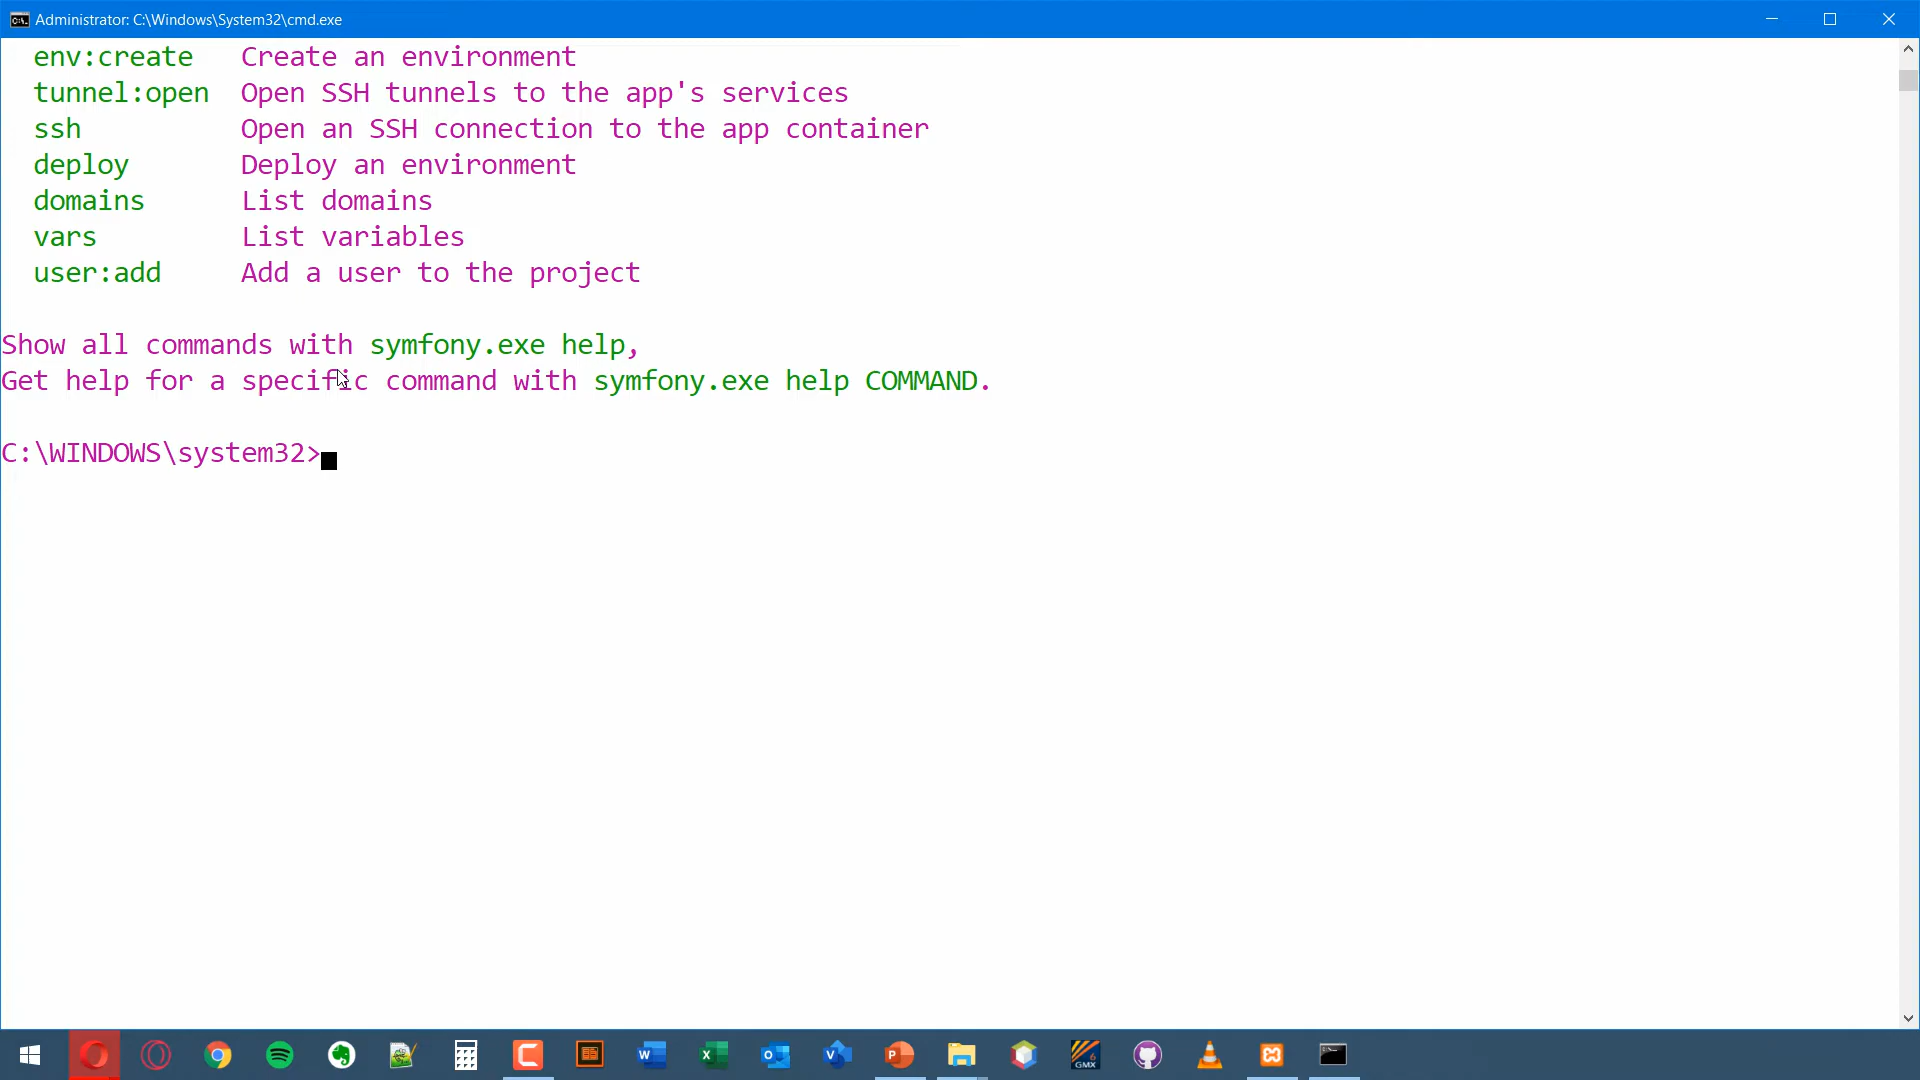 Administrator: C:\Windows\System32\cmd.exe
env:create Create an environment
tunnel:open Open SSH tunnels to the app's services
ssh Open an SSH connection to the app container
deploy Deploy an environment
domains List domains
vars List variables
user:add Add a user to the project
Show all commands with symfony.exe help,
Get help for a specific command with symfony.exe help COMMAND.
C:\WINDOWS\system32>
GMX